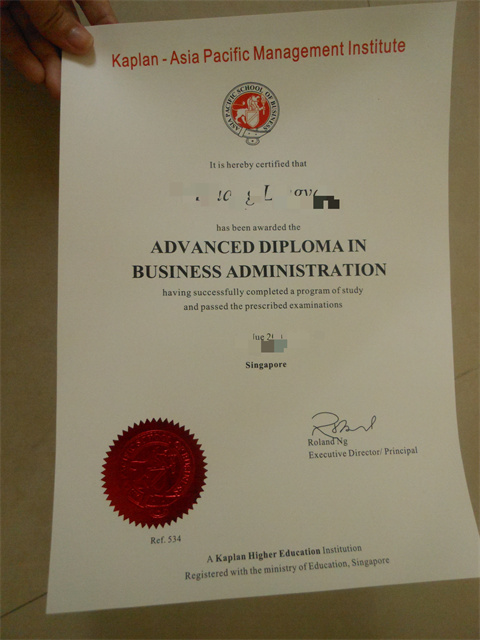 Kaplan - Asia Pacific Management Institute
ASIA PACIFIC SCHOOL OF BUSINESS
It is hereby certified that
has been awarded the
ADVANCED DIPLOMA IN
BUSINESS ADMINISTRATION
having successfully completed a program of study
and passed the prescribed examinations
Singapore
Roland Ng
Executive Director/ Principal
Ref. 534
A Kaplan Higher Education Institution
Registered with the ministry of Education, Singapore